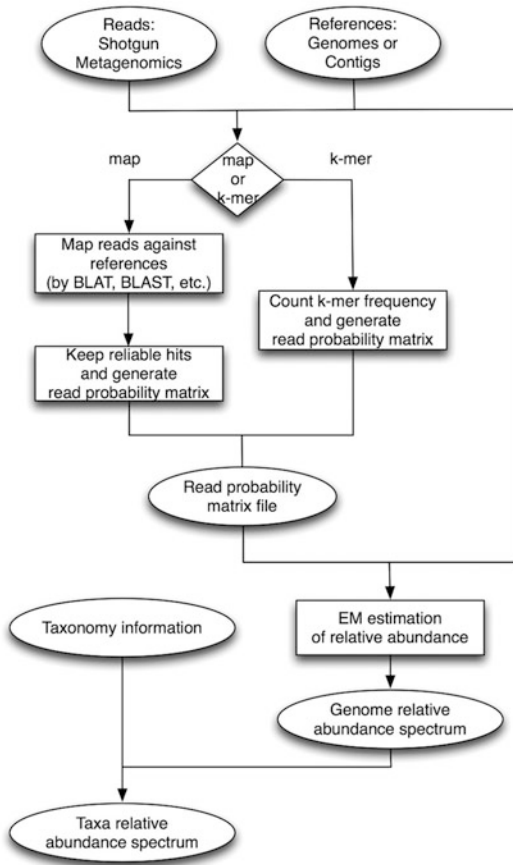 Reads:
Shotgun
Metagenomics
References:
Genomes or
Contigs
map
map
or
k-mer
k-mer
Map reads against
references
(by BLAT, BLAST, etc.)
Count k-mer frequency
and generate
read probability matrix
Keep reliable hits
and generate
read probability matrix
Read probability
matrix file
Taxonomy information
EM estimation
of relative abundance
Genome relative
abundance spectrum
Taxa relative
abundance spectrum